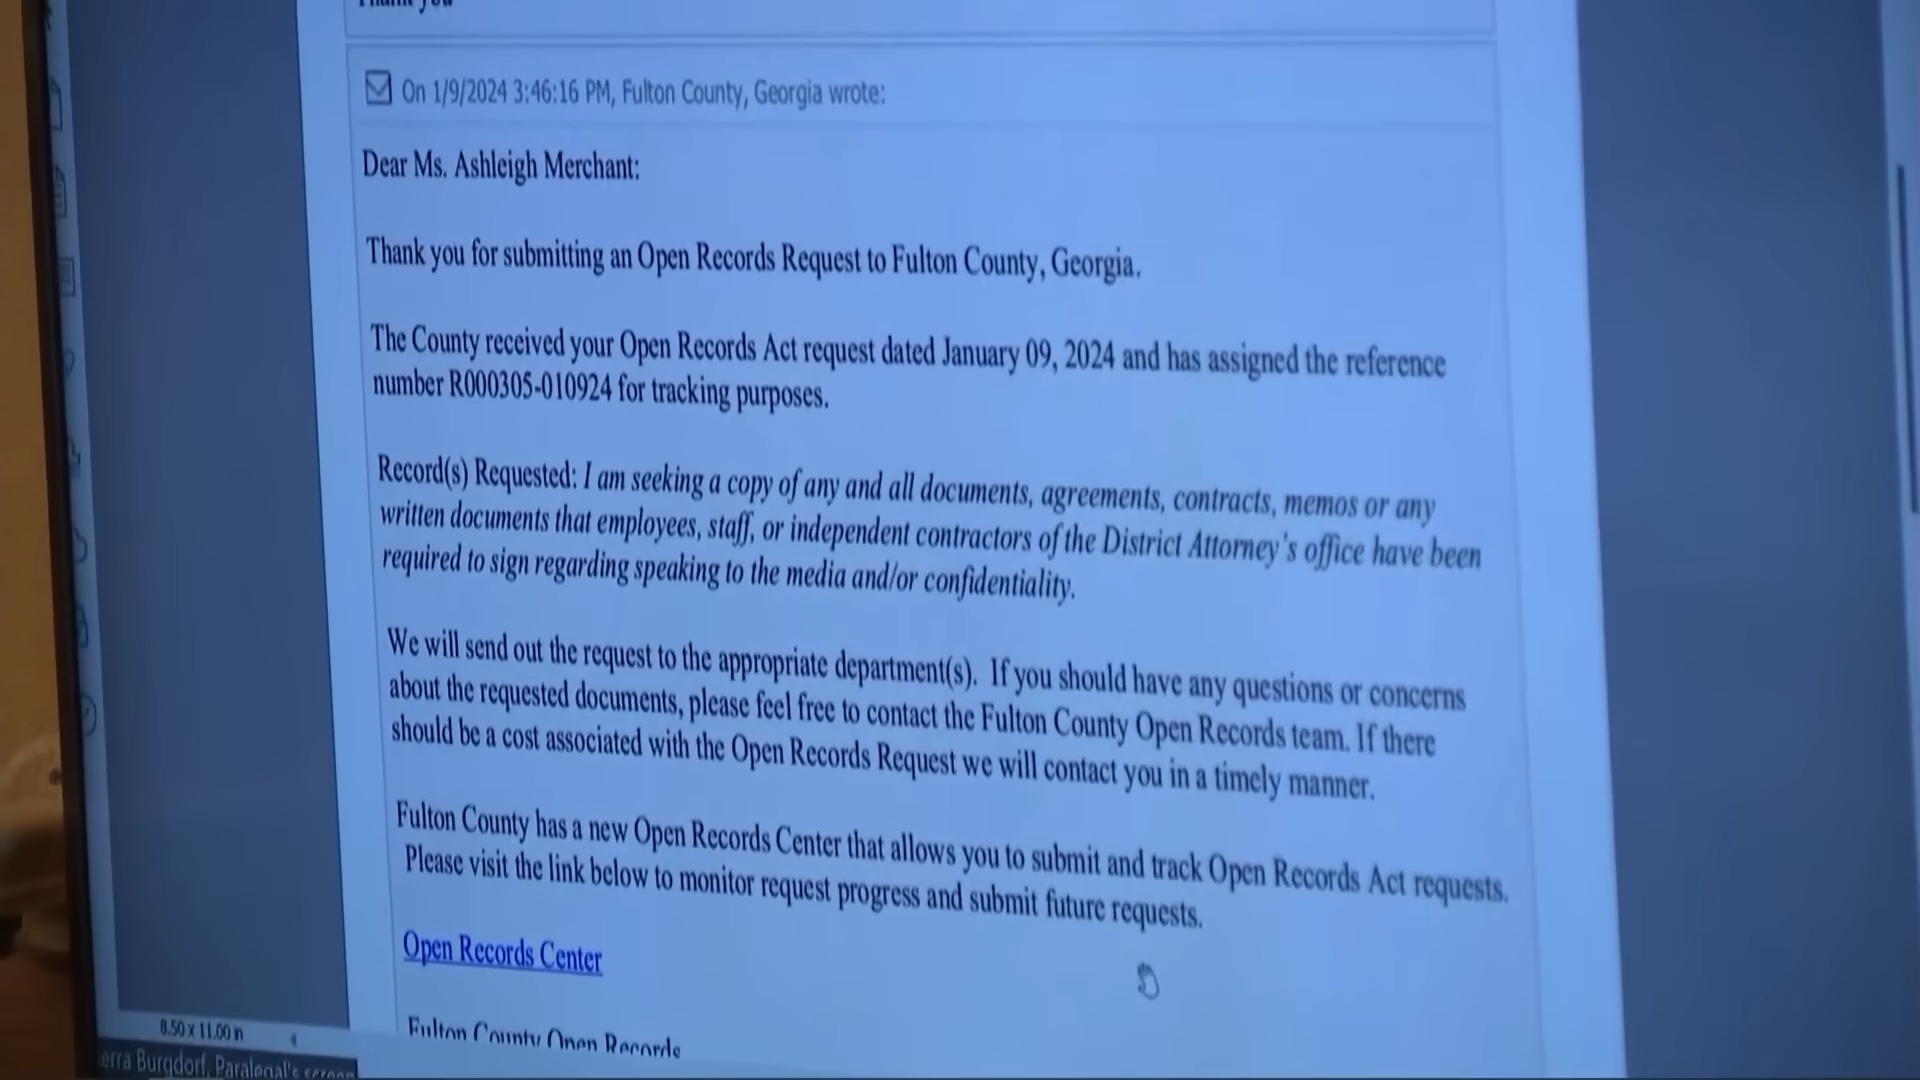 Thank you
On 1/9/2024 3:46:16 PM, Fulton County, Georgia wrote:
Dear Ms. Ashleigh Merchant:
Thank you for submitting an Open Records Request to Fulton County, Georgia.
The County received your Open Records Act request dated January 09, 2024 and has assigned the reference
number R000305-010924 for tracking purposes.
Record(s) Requested: I am seeking a copy of any and all documents, agreements, contracts, memos or any
written documents that employees, staff, or independent contractors of the District Attorney's office have been
required to sign regarding speaking to the media and/or confidentiality.
We will send out the request to the appropriate department(s). If you should have any questions or concerns
about the requested documents, please feel free to contact the Fulton County Open Records team. If there
should be a cost associated with the Open Records Request we will contact you in a timely manner.
Fulton County has a new Open Records Center that allows you to submit and track Open Records Act requests.
Please visit the link below to monitor request progress and submit future requests.
Open Records Center
Fulton County Open Records
8.50 x 11.00 in
erra Burgdorf, Paralegal's screen